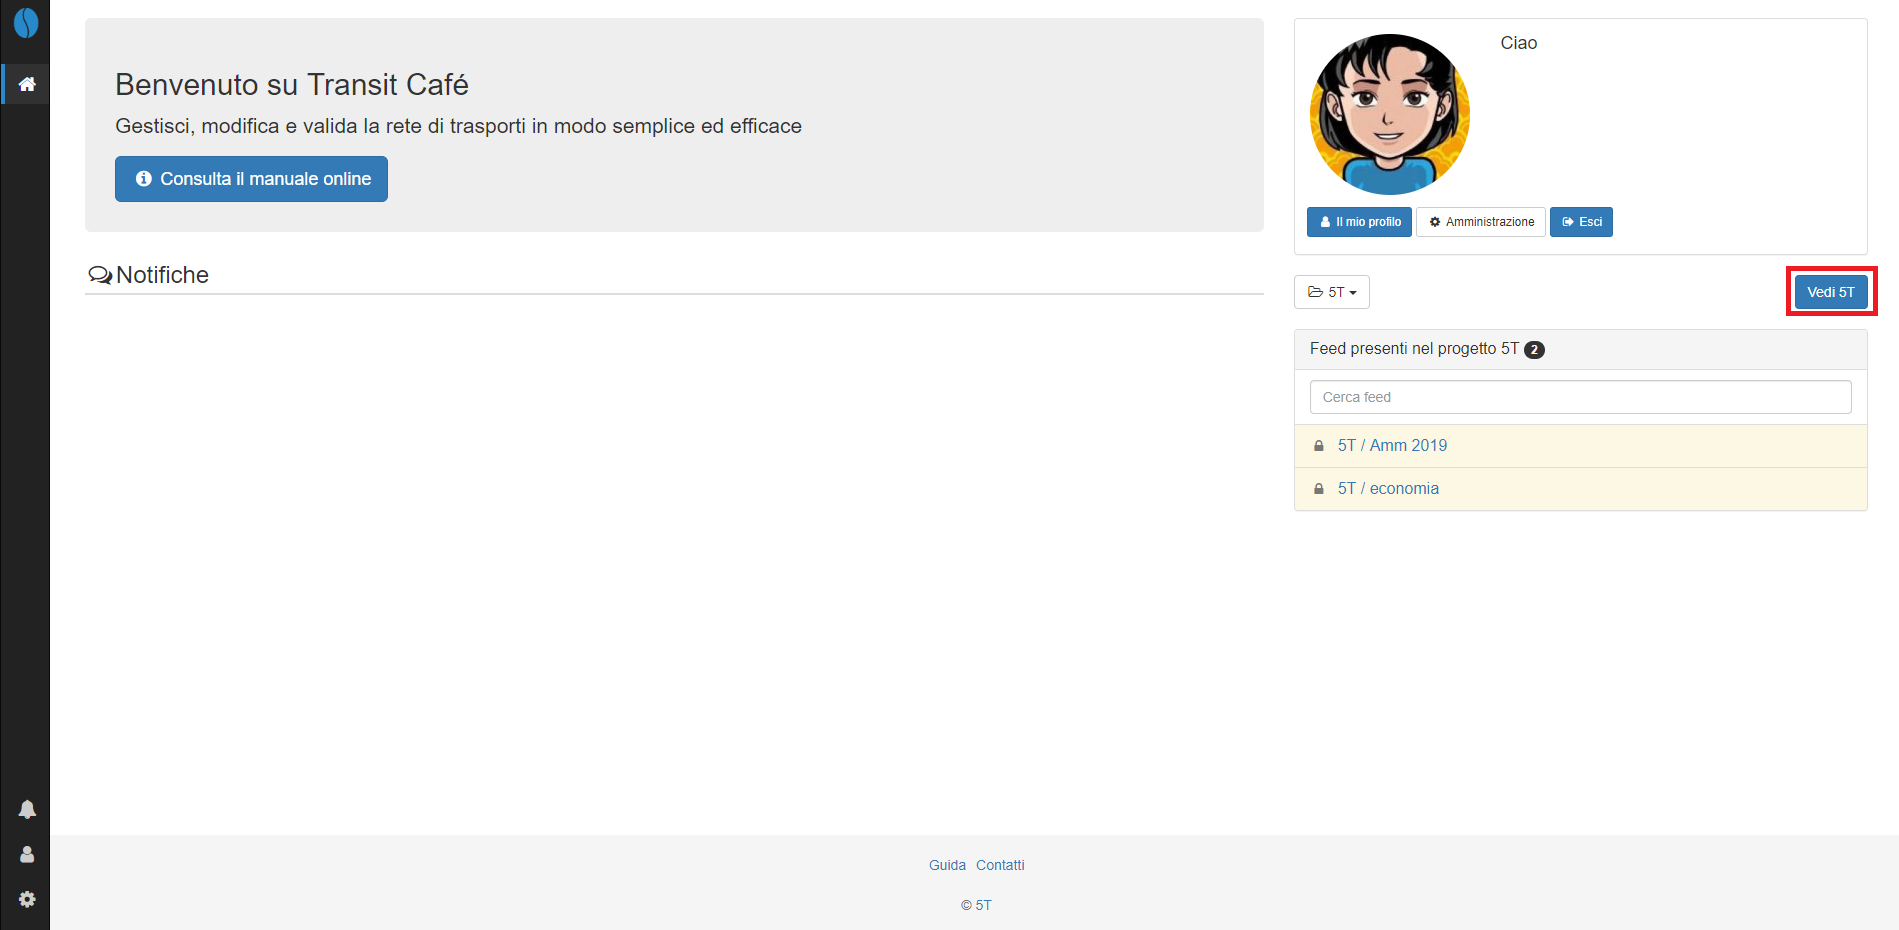 Benvenuto su Transit Café
Gestisci, modifica e valida la rete di trasporti in modo semplice ed efficace
Consulta il manuale online
Notifiche
Ciao
Il mio profilo
Amministrazione
Esci
5T
Vedi 5T
Feed presenti nel progetto 5T 2
Cerca feed
5T / Amm 2019
5T / economia
Guida Contatti
© 5T